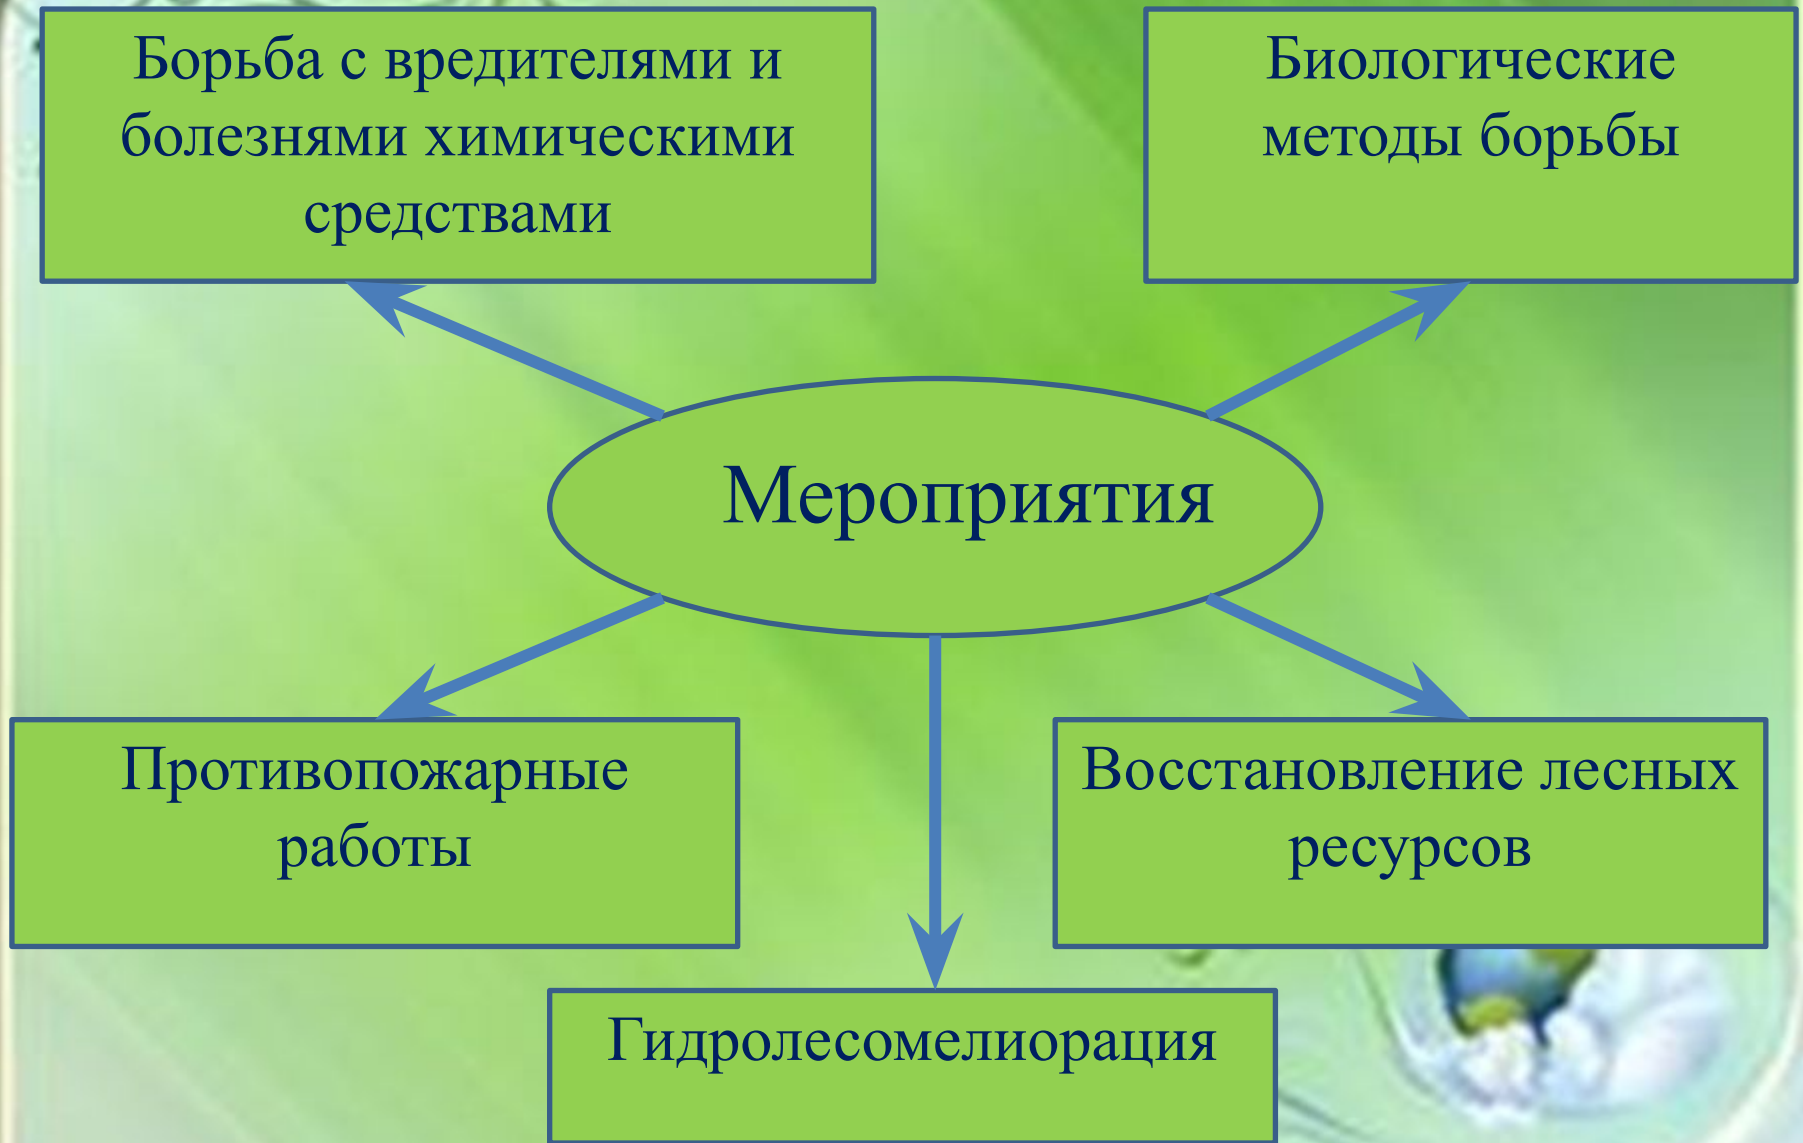 Борьба с вредителями и
болезнями химическими
средствами
Биологические
методы борьбы
Мероприятия
Противопожарные
работы
Восстановление лесных
ресурсов
Гидролесомелиорация